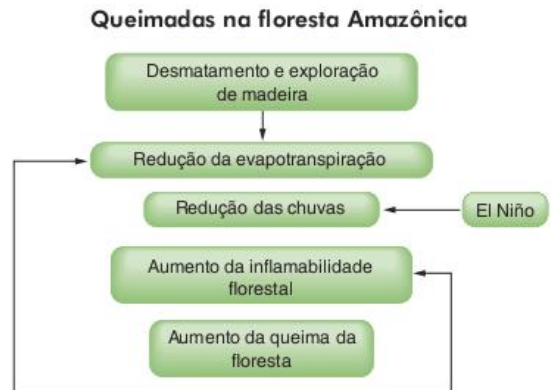 Queimadas na floresta Amazônica
Desmatamento e exploração
de madeira
Redução da evapotranspiração
Redução das chuvas
El Niño
Aumento da inflamabilidade
florestal
Aumento da queima da
floresta